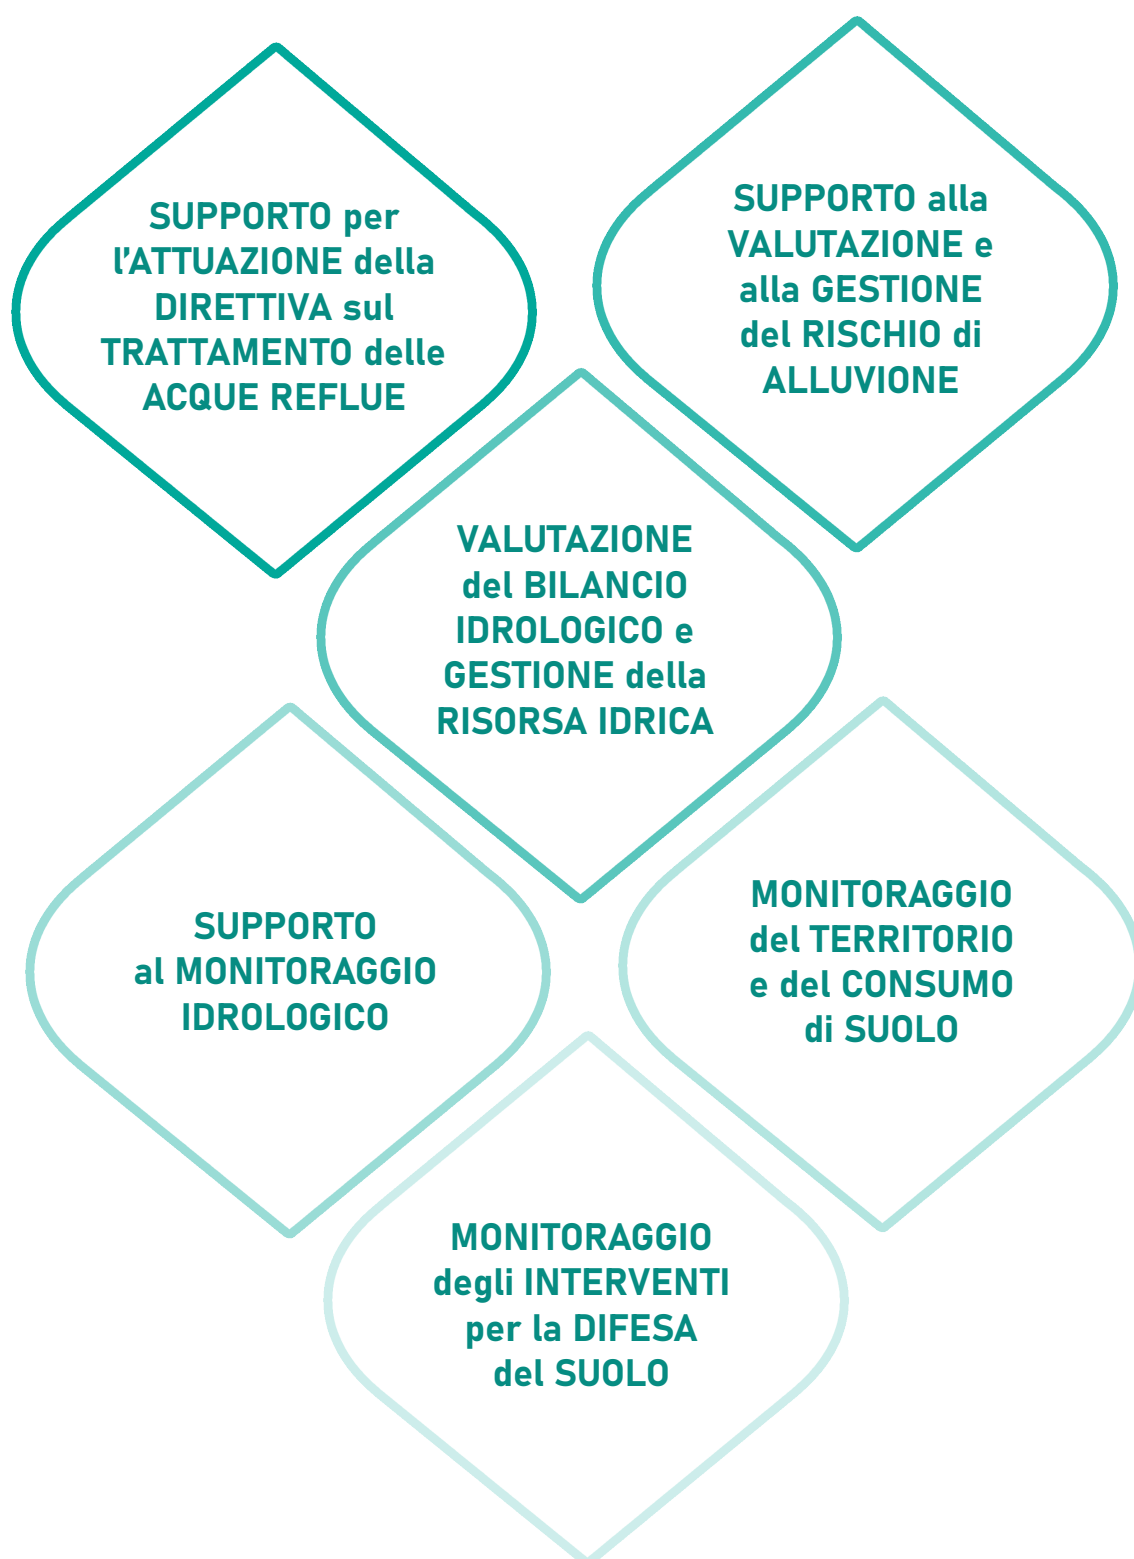 SUPPORTO per
l'ATTUAZIONE della
DIRETTIVA sul
TRATTAMENTO delle
ACQUE REFLUE
SUPPORTO alla
VALUTAZIONE e
alla GESTIONE
del RISCHIO di
ALLUVIONE
VALUTAZIONE
del BILANCIO
IDROLOGICO e
GESTIONE della
RISORSA IDRICA
SUPPORTO
al MONITORAGGIO
IDROLOGICO
MONITORAGGIO
del TERRITORIO
e del CONSUMO
di SUOLO
MONITORAGGIO
degli INTERVENTI
per la DIFESA
del SUOLO